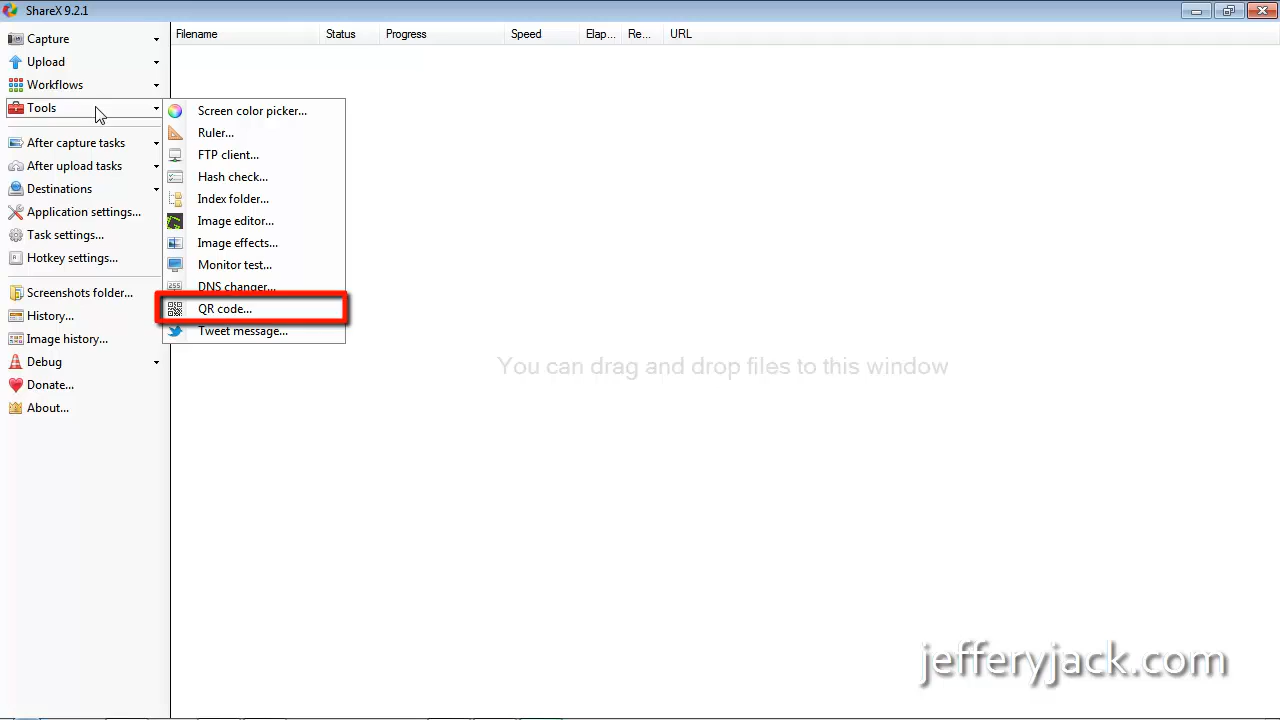 ShareX 9.2.1
Capture
Upload
Workflows
Tools
After capture tasks
After upload tasks
Destinations
Application settings...
Task settings...
Hotkey settings...
Screenshots folder...
History...
Image history...
Debug
Donate...
About...
Screen color picker...
Ruler...
FTP client...
Hash check...
Index folder...
Image editor...
Image effects...
Monitor test...
DNS changer...
QR code...
Tweet message...
Filename Status Progress Speed Elap... Re... URL
You can drag and drop files to this window
jefferyjack.com